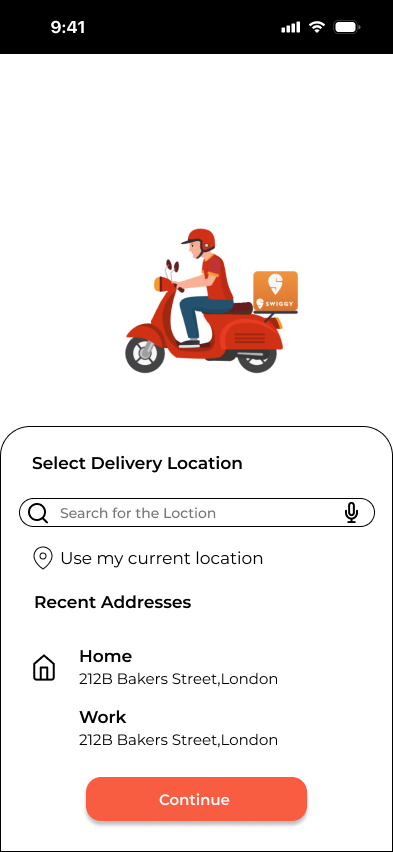 9:41
SWIGGY
Select Delivery Location
Search for the Loction
Use my current location
Recent Addresses
Home
212B Bakers Street,London
Work
212B Bakers Street,London
Continue